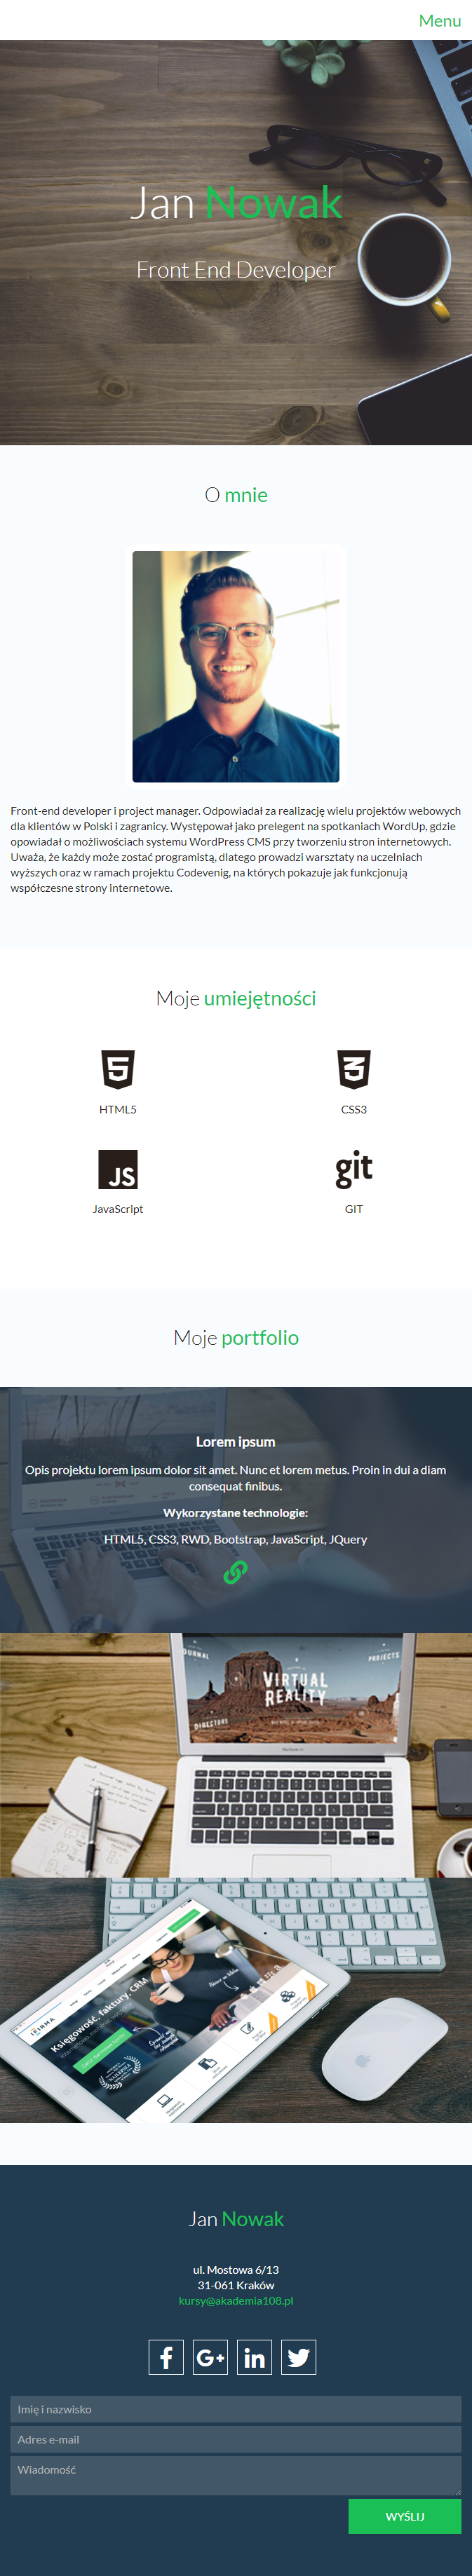 Menu
Jan Nowak
Front End Developer
O mnie
Front-end developer i project manager. Odpowiadał za realizację wielu projektów webowych
dla klientów w Polski i zagranicy. Występował jako prelegent na spotkaniach WordUp, gdzie
opowiadał o możliwościach systemu WordPress CMS przy tworzeniu stron internetowych.
Uważa, że każdy może zostać programistą, dlatego prowadzi warsztaty na uczelniach
wyższych oraz w ramach projektu Codevenig, na których pokazuje jak funkcjonują
współczesne strony internetowe.
Moje umiejętności
5
3
HTML5
CSS3
JS
git
JavaScript
GIT
Moje portfolio
Lorem ipsum
Opis projektu lorem ipsum dolor sit amet. Nunc et lorem metus. Proin in dui a diam
consequat finibus.
Wykorzystane technologie:
HTML5, CSS3, RWD, Bootstrap, JavaScript, JQuery
PROJECTS
VIRTUAL
REALITY
DIRECTORS
Księgowość, faktury, CRM
Jan Nowak
ul. Mostowa 6/13
31-061 Kraków
kursy@akademia108.pl
f G+ in
Imię i nazwisko
Adres e-mail
Wiadomość
WYŚLIJ